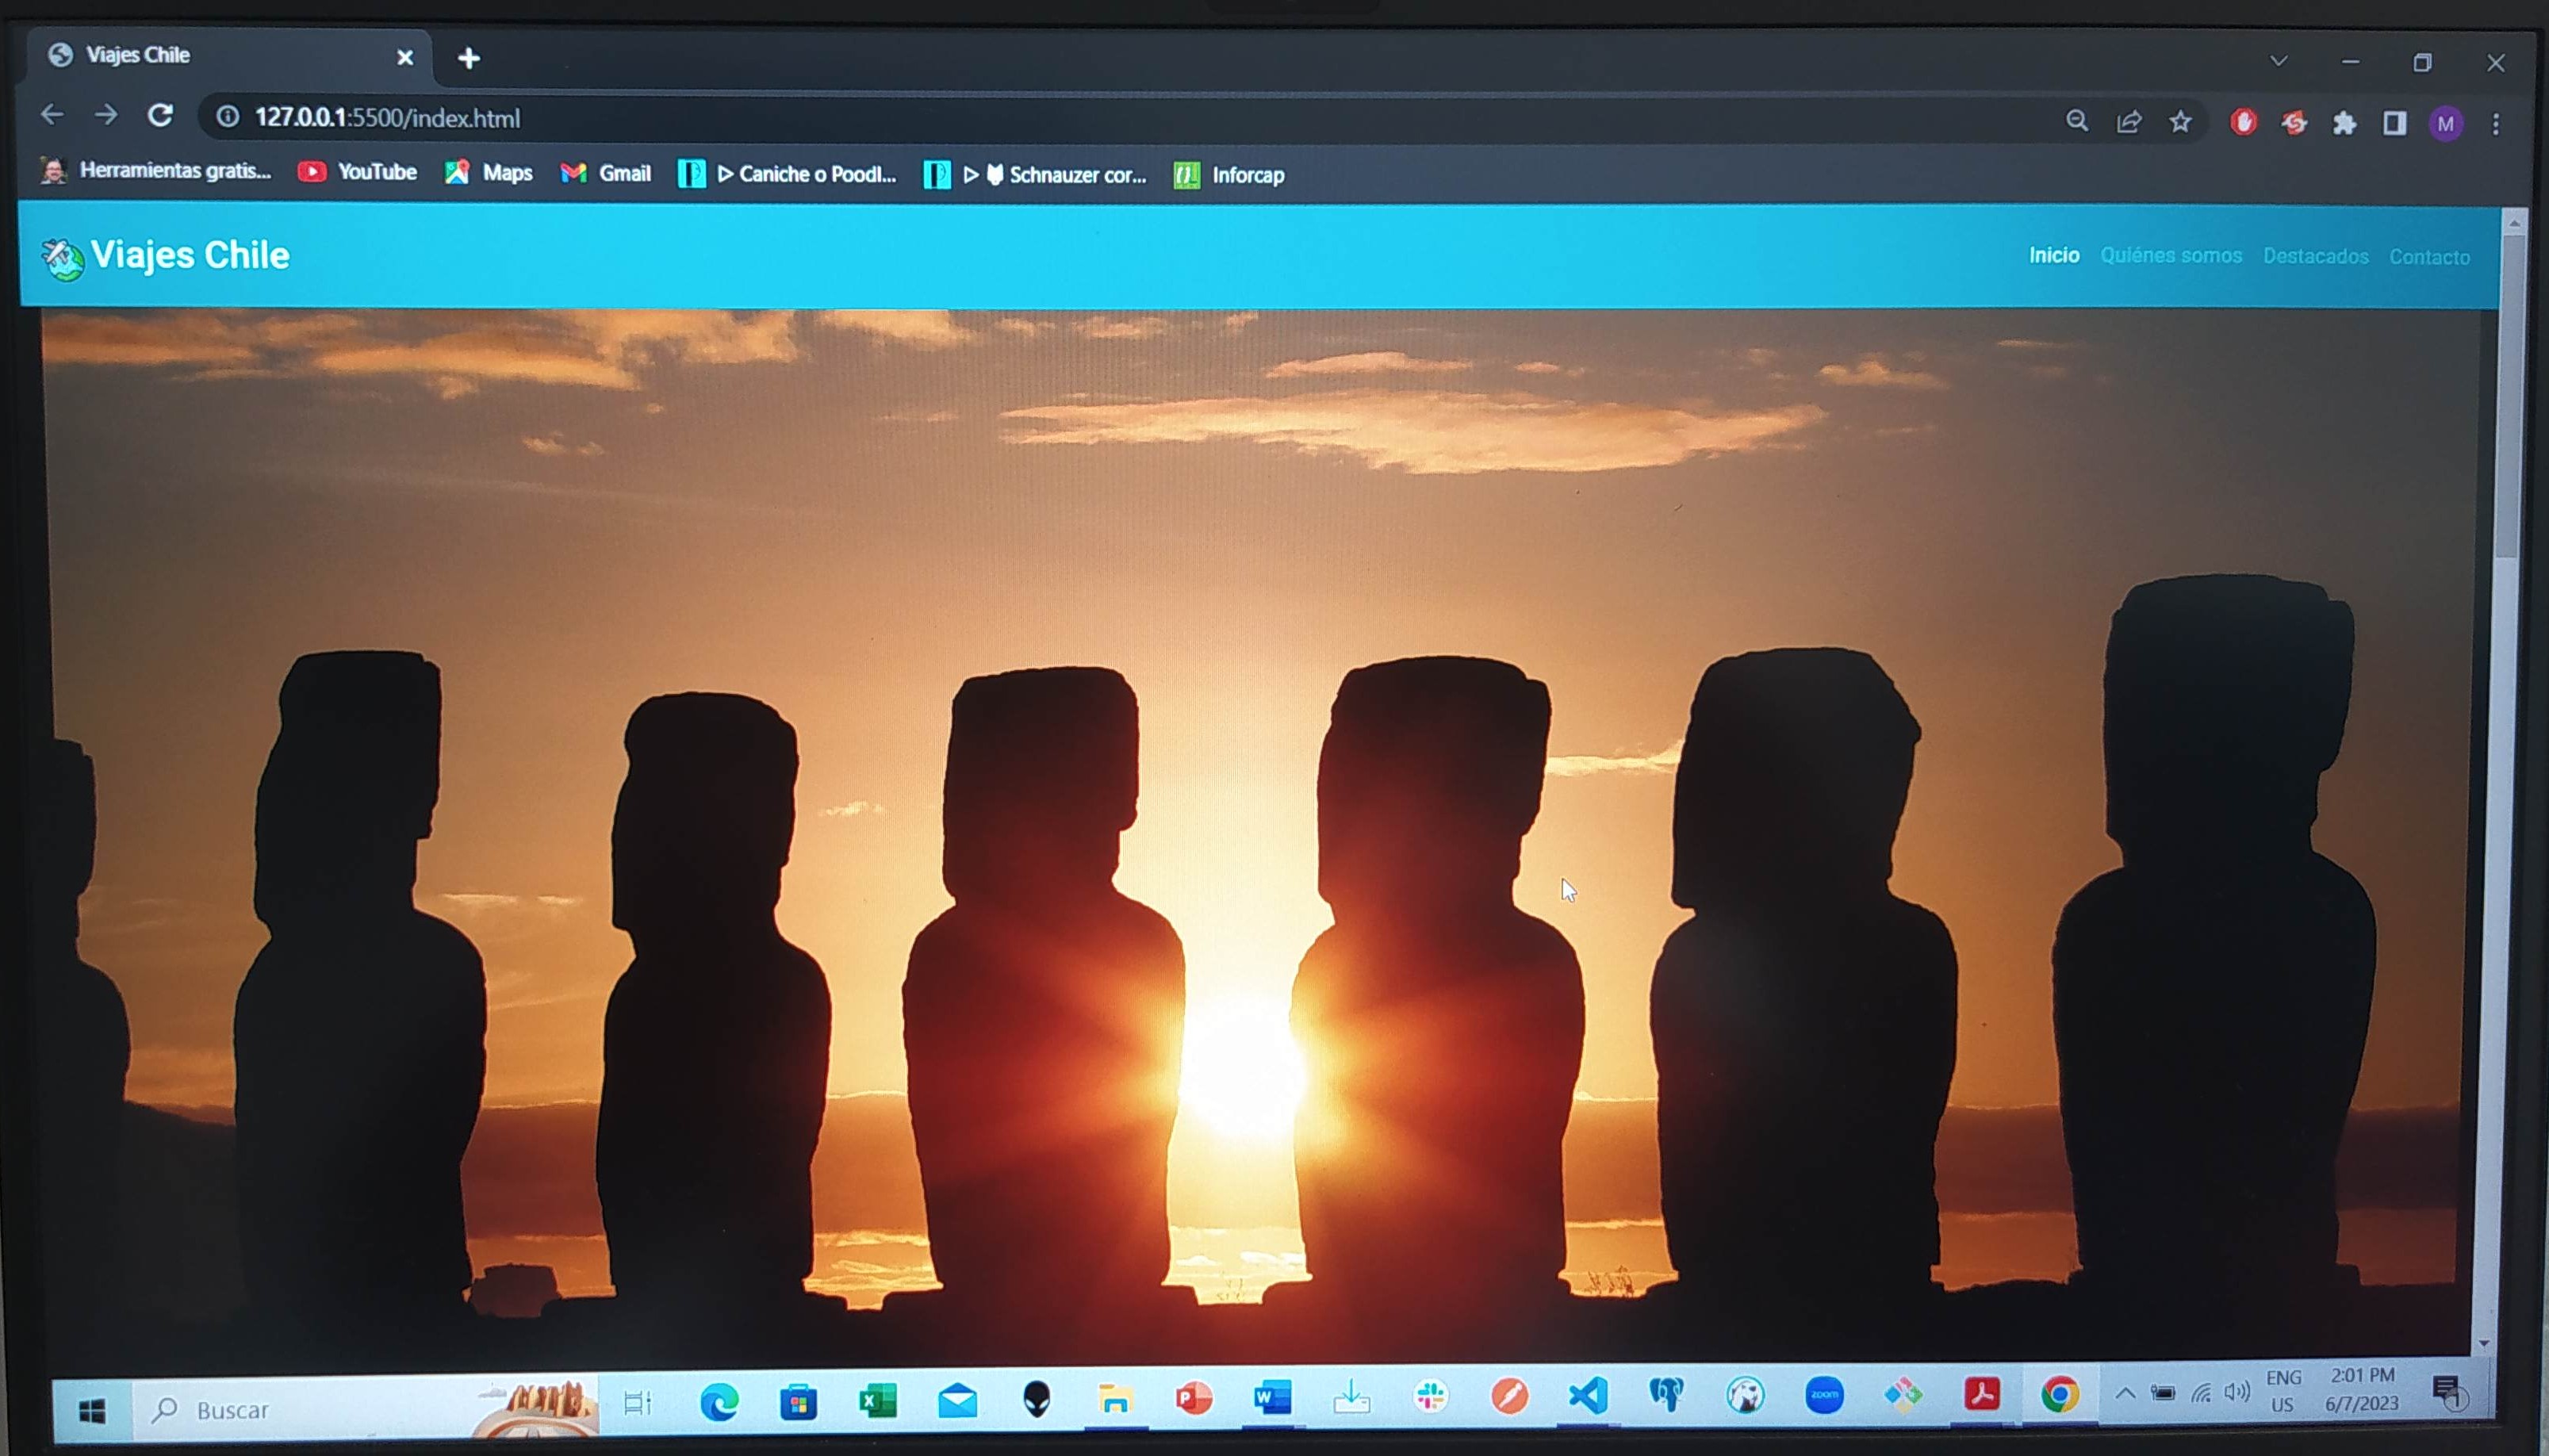 Viajes Chile
127.0.0.1:5500/index.html
M
Herramientas gratis... YouTube Maps Gmail ▷ Caniche o Poodl... ▷ Schnauzer cor... Inforcap
Viajes Chile Inicio Quiénes somos Destacados Contacto
Buscar
zoom
ENG 2:01 PM
US 6/7/2023
1